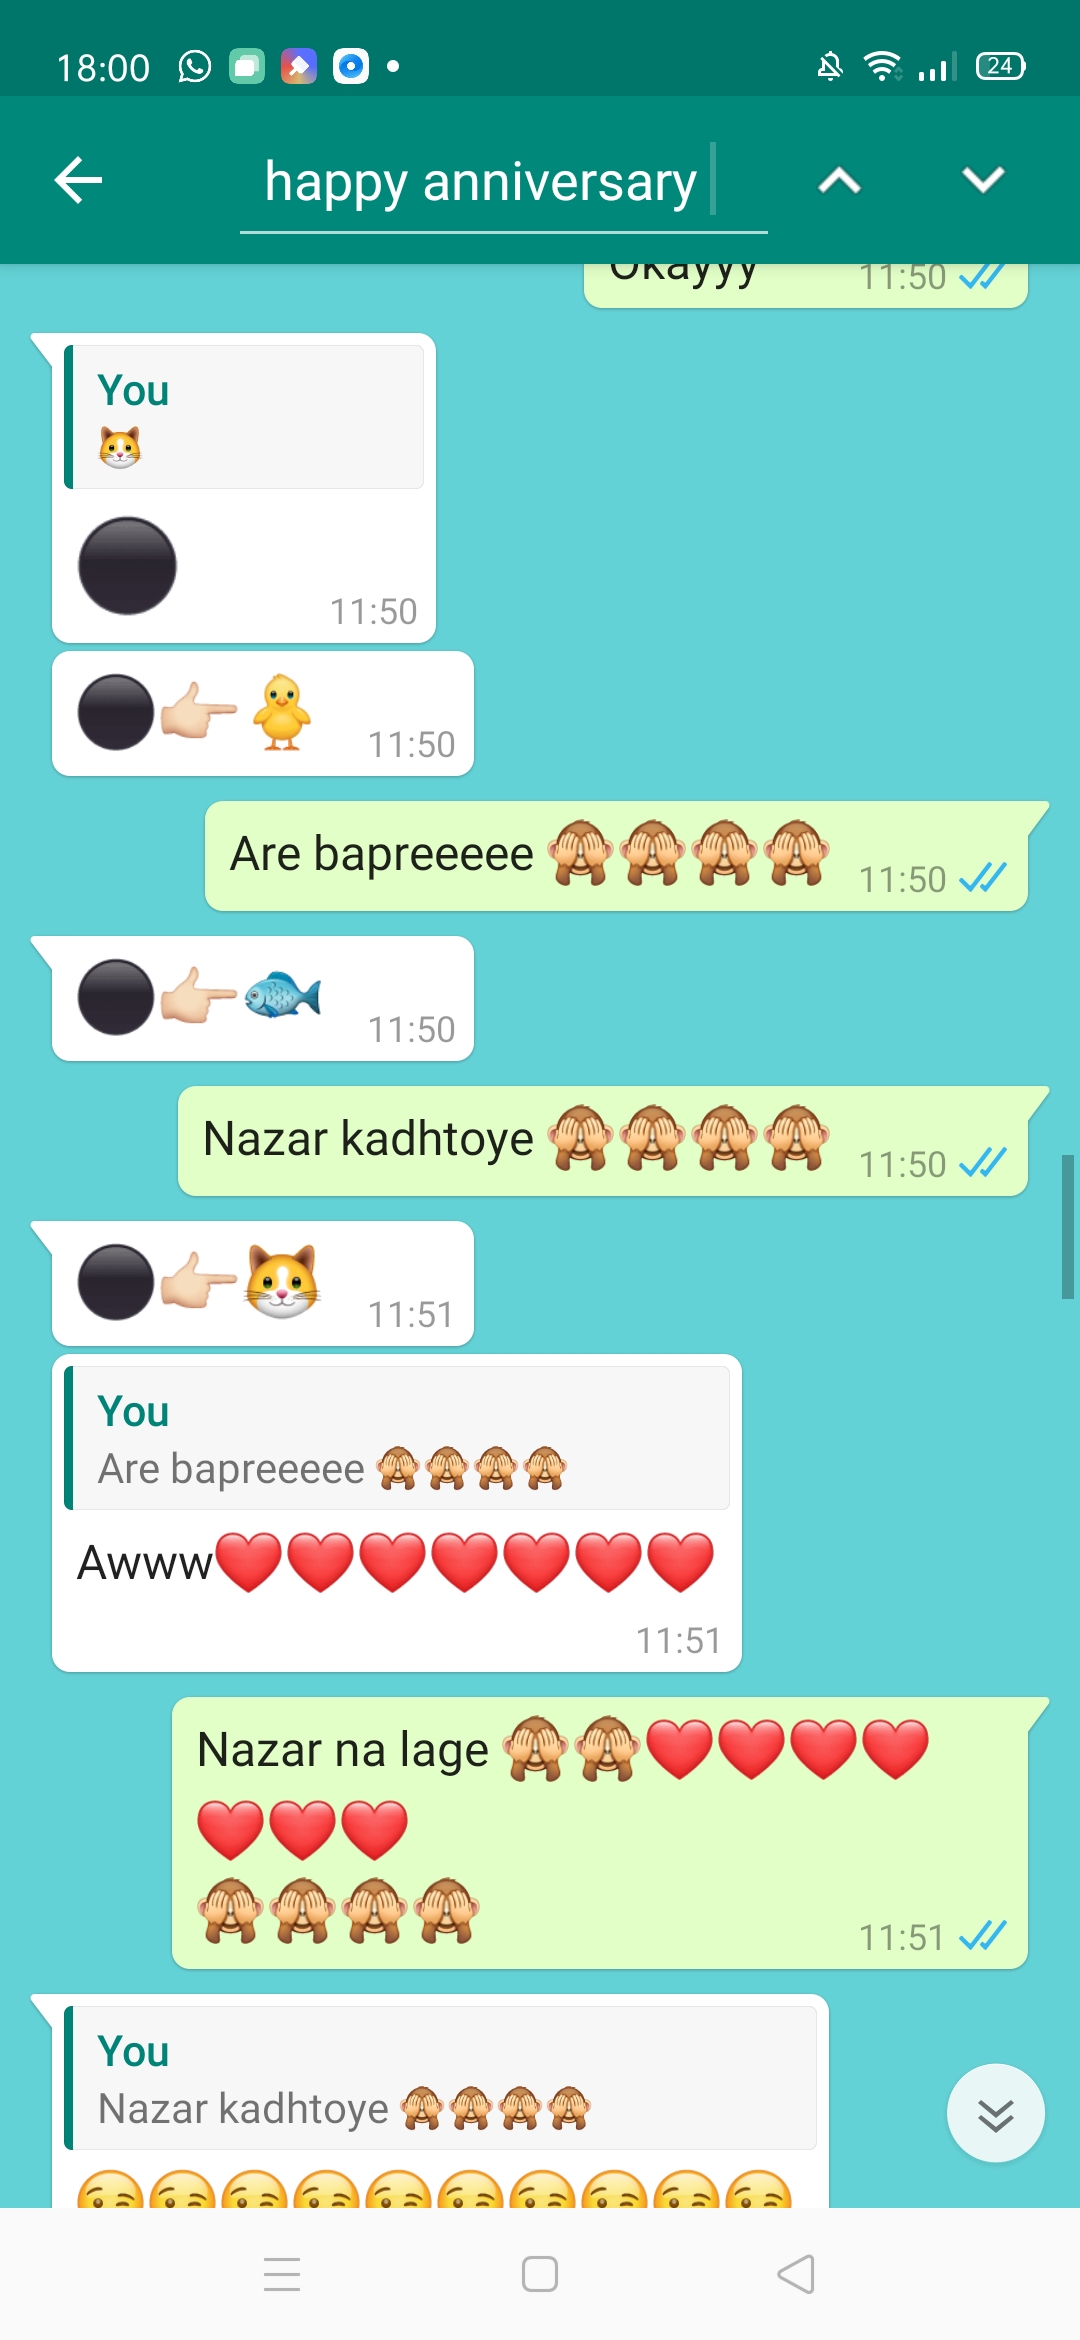 18:00
24
happy anniversary
Okayyy 11:50
You
🐱
⚫
11:50
⚫👉🏻🐥 11:50
Are bapreeeee 🙈🙈🙈🙈 11:50
⚫👉🏻🐟 11:50
Nazar kadhtoye 🙈🙈🙈🙈 11:50
⚫👉🏻🐱 11:51
You
Are bapreeeee 🙈🙈🙈🙈
Awww❤️❤️❤️❤️❤️❤️❤️
11:51
Nazar na lage 🙈🙈❤️❤️❤️❤️
❤️❤️❤️
🙈🙈🙈🙈 11:51
You
Nazar kadhtoye 🙈🙈🙈🙈